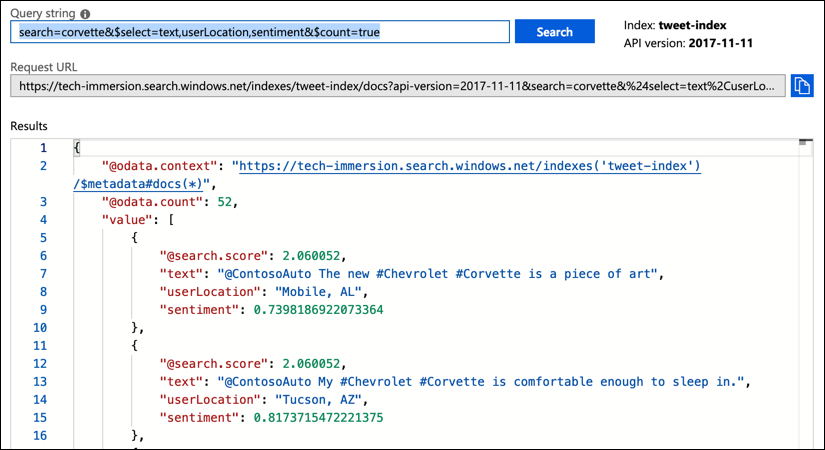 Query string
search=corvette&$select=text,userLocation,sentiment&$count=true
Search
Index: tweet-index
API version: 2017-11-11
Request URL
https://tech-immersion.search.windows.net/indexes/tweet-index/docs?api-version=2017-11-11&search=corvette&%24select=text%2CuserLo...
Results
1 {
2 "@odata.context": "https://tech-immersion.search.windows.net/indexes('tweet-index')
/$metadata#docs(*)",
3 "@odata.count": 52,
4 "value": [
5 {
6 "@search.score": 2.060052,
7 "text": "@ContosoAuto The new #Chevrolet #Corvette is a piece of art",
8 "userLocation": "Mobile, AL",
9 "sentiment": 0.7398186922073364
10 },
11 {
12 "@search.score": 2.060052,
13 "text": "@ContosoAuto My #Chevrolet #Corvette is comfortable enough to sleep in.",
14 "userLocation": "Tucson, AZ",
15 "sentiment": 0.8173715472221375
16 },